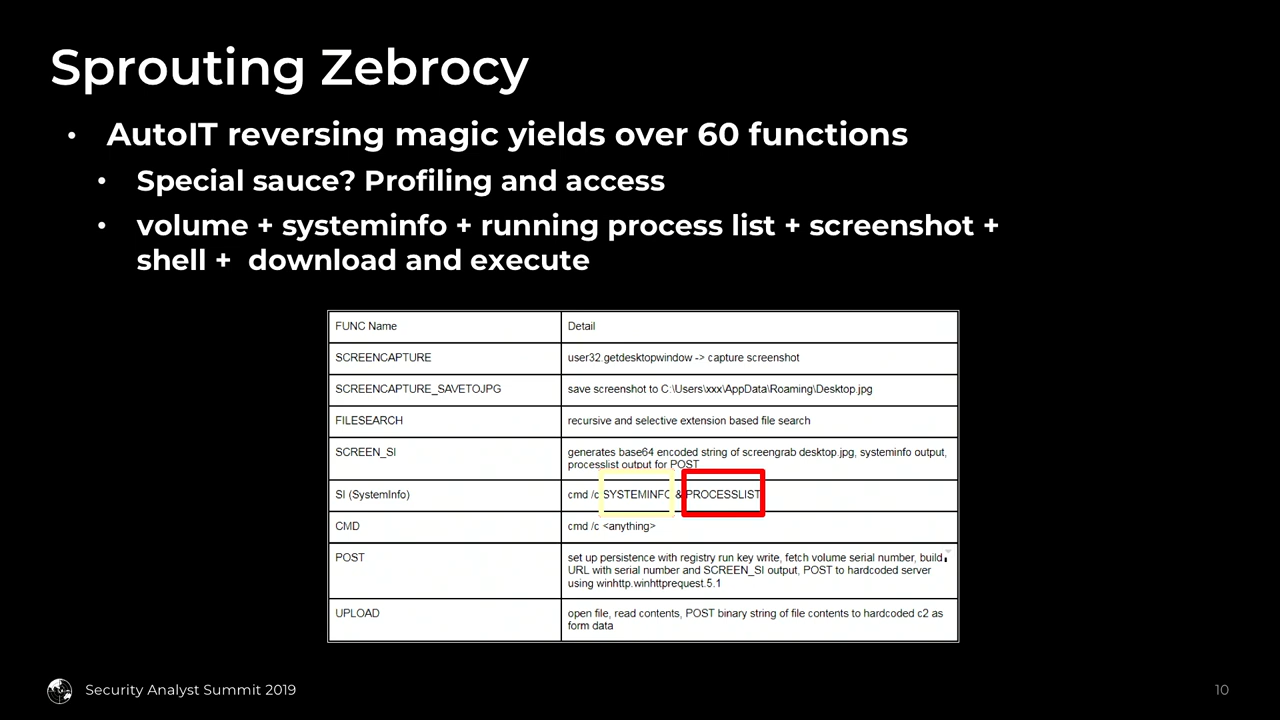 Sprouting Zebrocy
• AutoIT reversing magic yields over 60 functions
• Special sauce? Profiling and access
• volume + systeminfo + running process list + screenshot +
shell + download and execute
FUNC Name
Detail
SCREENCAPTURE
user32.getdesktopwindow -> capture screenshot
SCREENCAPTURE_SAVETOJPG
save screenshot to C:\Users\xxx\AppData\Roaming\Desktop.jpg
FILESEARCH
recursive and selective extension based file search
SCREEN_SI
generates base64 encoded string of screengrab desktop.jpg, systeminfo output,
processlist output for POST
SI (SystemInfo)
cmd /c SYSTEMINFO & PROCESSLIST
CMD
cmd /c <anything>
POST
set up persistence with registry run key write, fetch volume serial number, build
URL with serial number and SCREEN_SI output, POST to hardcoded server
using winhttp.winhttprequest.5.1
UPLOAD
open file, read contents, POST binary string of file contents to hardcoded c2 as
form data
Security Analyst Summit 2019
10